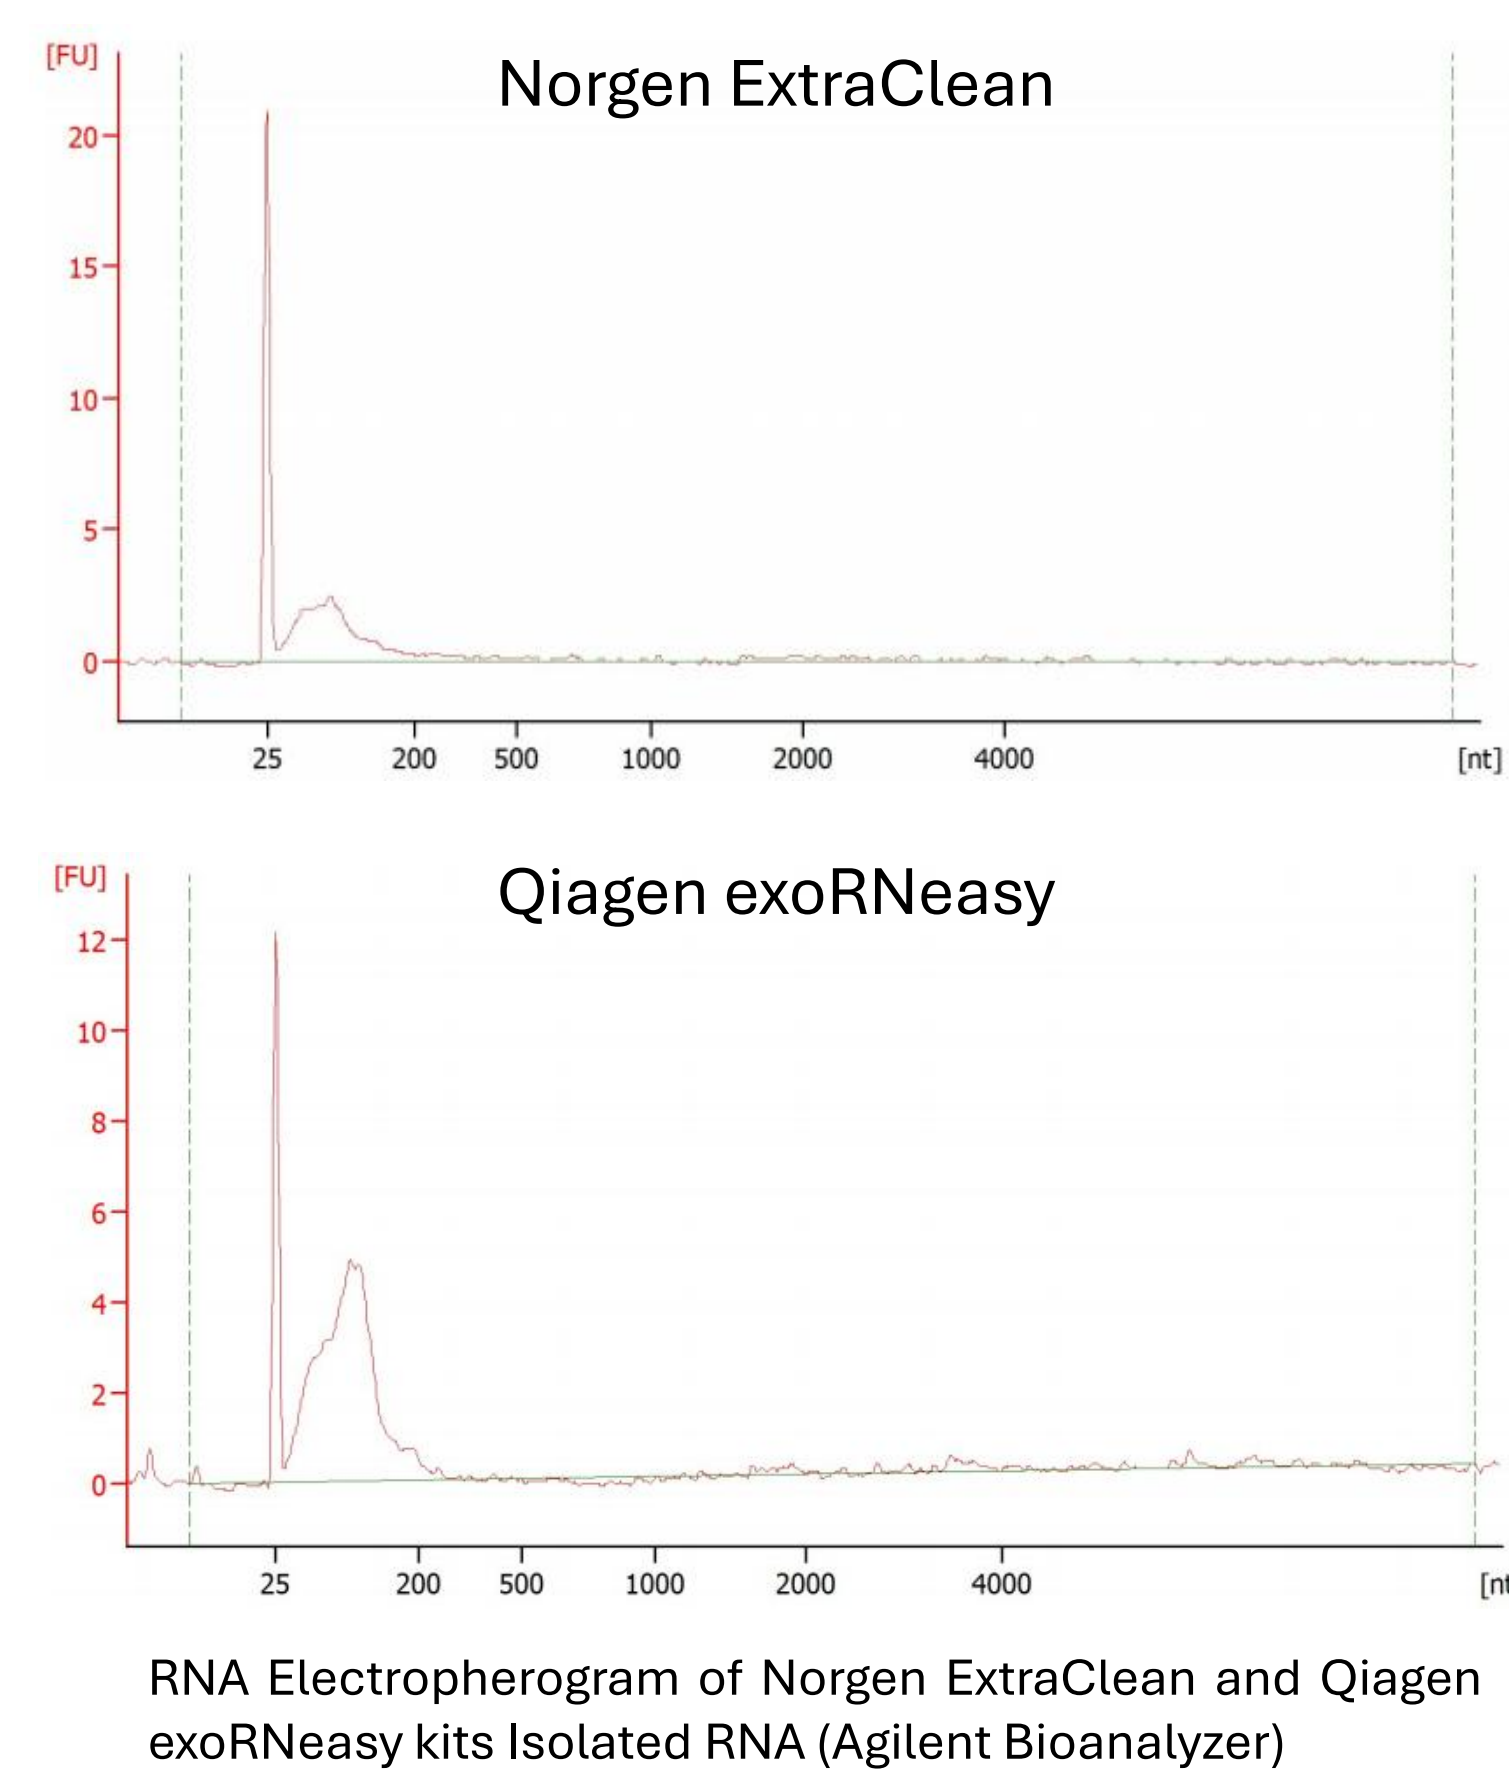 [FU]
Norgen ExtraClean
20
15
10
5
0
25 200 500 1000 2000 4000 [nt]
[FU]
Qiagen exoRNeasy
12
10
8
6
4
2
0
25 200 500 1000 2000 4000 [nt
RNA Electropherogram of Norgen ExtraClean and Qiagen
exoRNeasy kits Isolated RNA (Agilent Bioanalyzer)